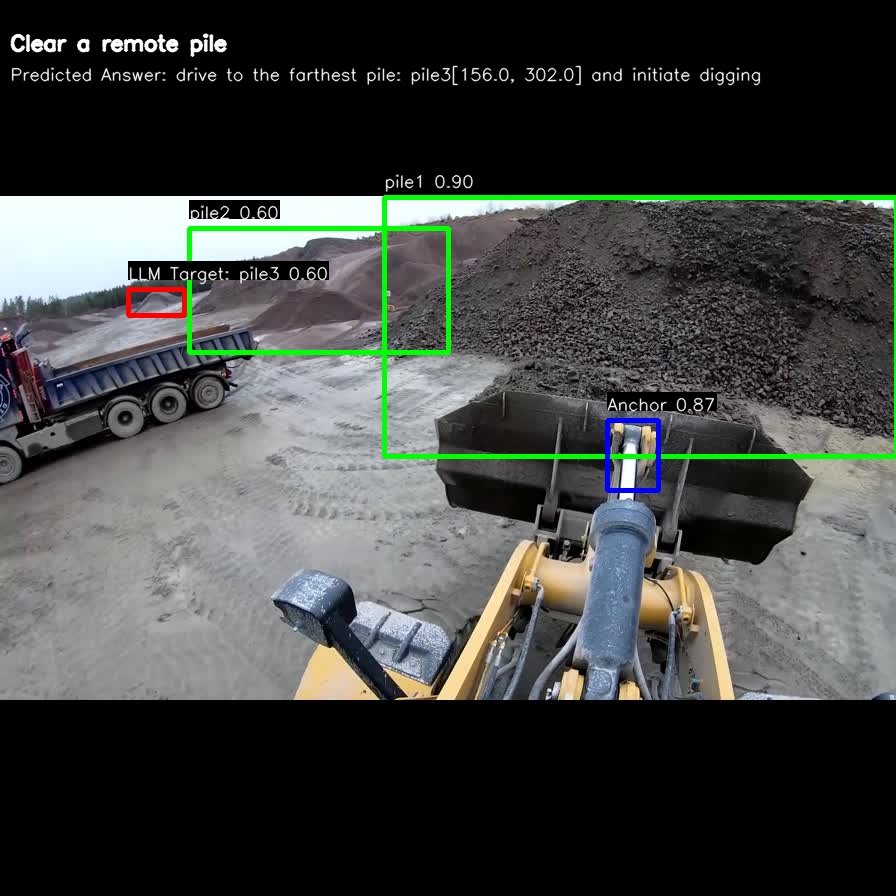 Clear a remote pile
Predicted Answer: drive to the farthest pile: pile3[156.0, 302.0] and initiate digging
pile1 0.90
pile2 0.60
LLM Target: pile3 0.60
Anchor 0.87